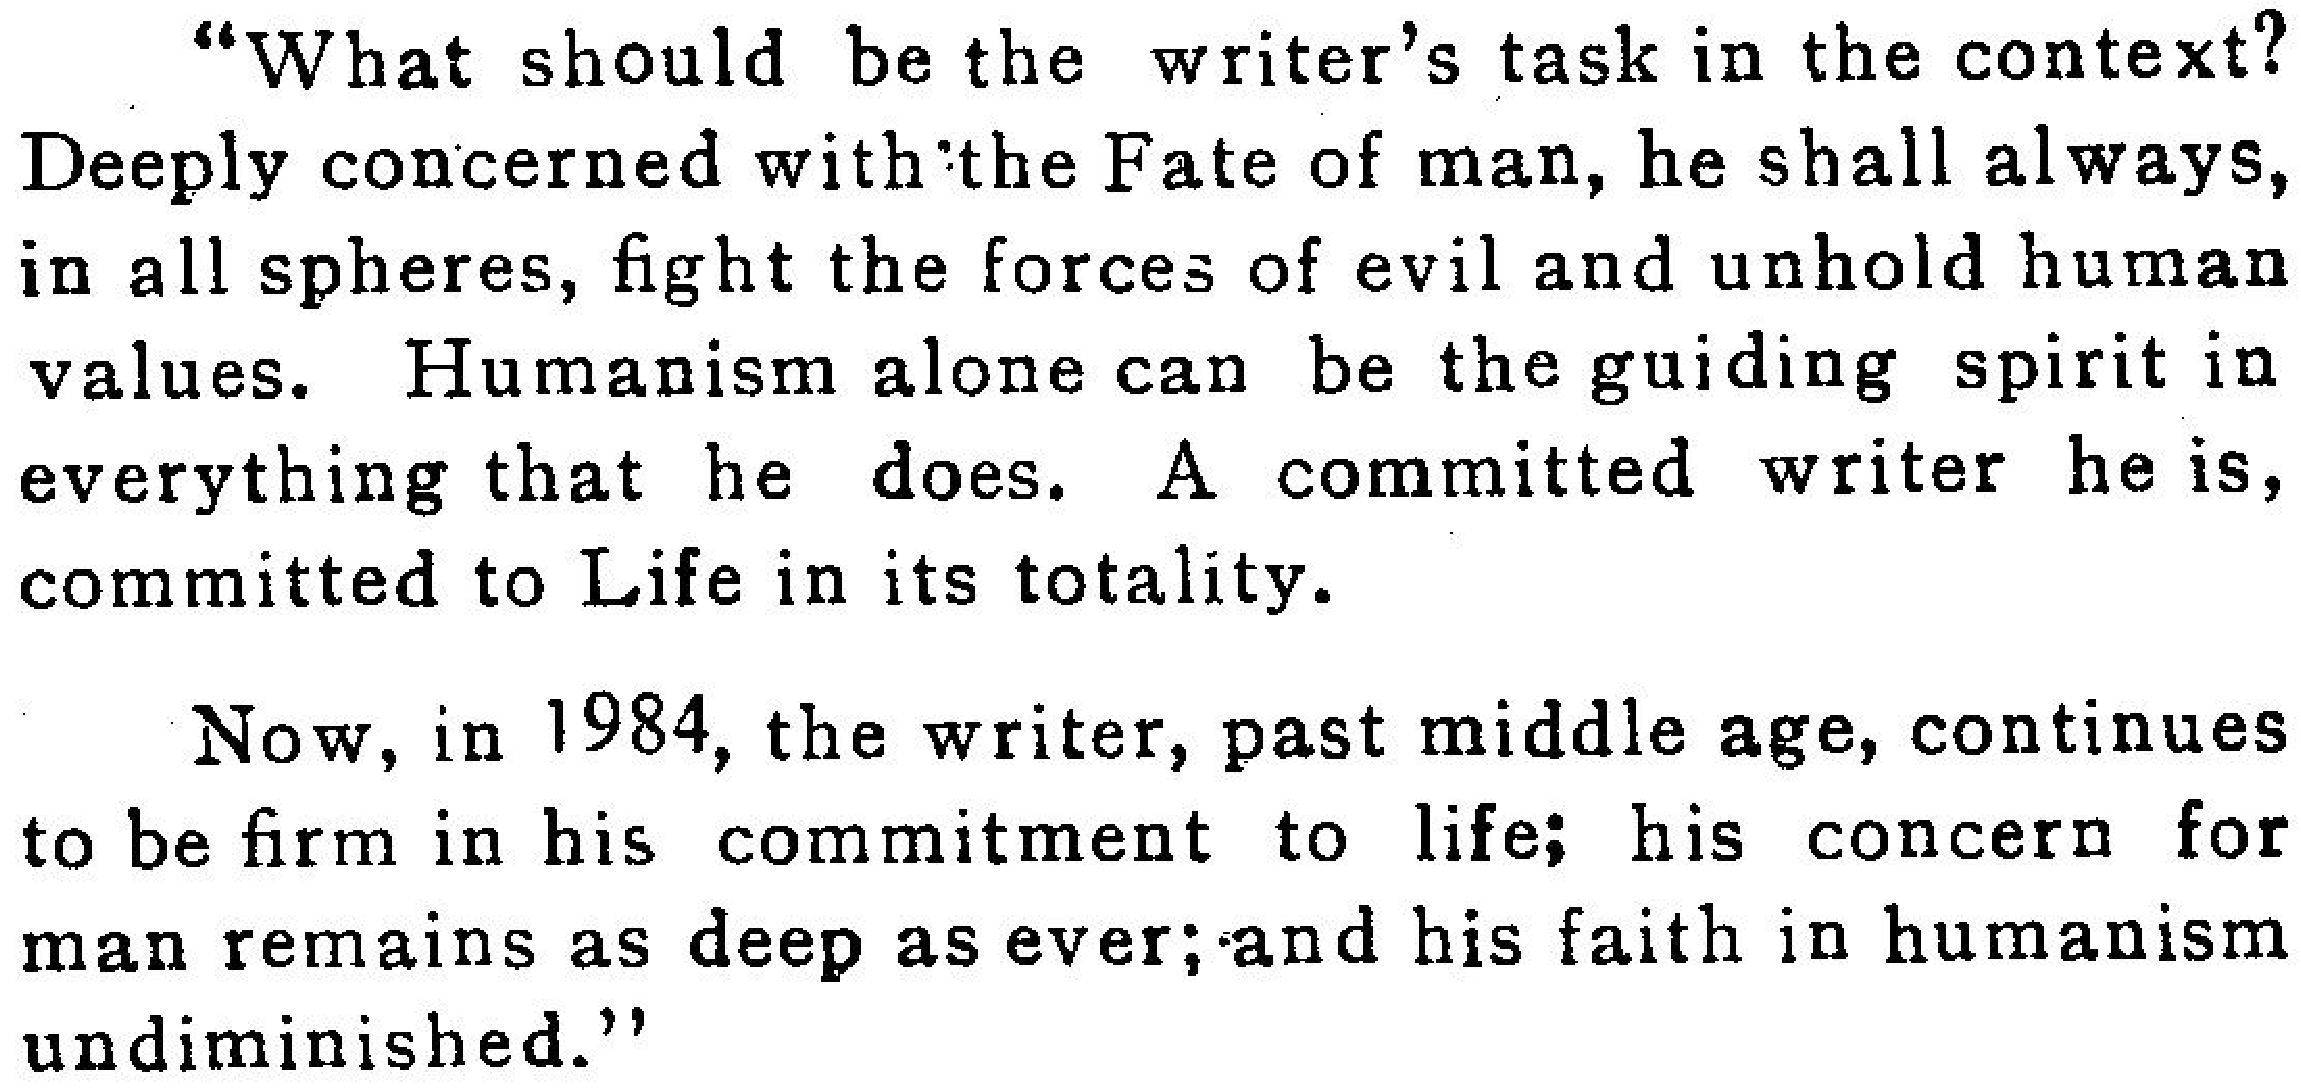 “What should be the writer’s task in the context?
Deeply concerned with the Fate of man, he shall always,
in all spheres, fight the forces of evil and unhold human
values. Humanism alone can be the guiding spirit in
everything that he does. A committed writer he is,
committed to Life in its totality.
Now, in 1984, the writer, past middle age, continues
to be firm in his commitment to life; his concern for
man remains as deep as ever; and his faith in humanism
undiminished.’’